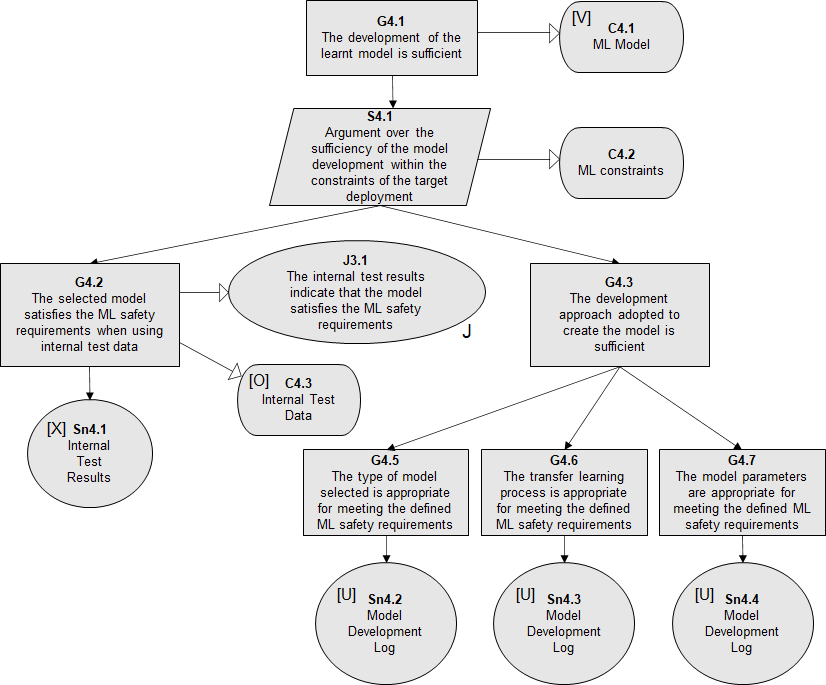 G4.1
The development of the
learnt model is sufficient
[V]
C4.1
ML Model
S4.1
Argument over the
sufficiency of the model
development within the
constraints of the target
deployment
C4.2
ML constraints
G4.2
The selected model
satisfies the ML safety
requirements when using
internal test data
J3.1
The internal test results
indicate that the model
satisfies the ML safety
requirements
J
G4.3
The development
approach adopted to
create the model is
sufficient
[O] C4.3
Internal Test
Data
[X] Sn4.1
Internal
Test
Results
G4.5
The type of model
selected is appropriate
for meeting the defined
ML safety requirements
G4.6
The transfer learning
process is appropriate
for meeting the defined
ML safety requirements
G4.7
The model parameters
are appropriate for
meeting the defined ML
safety requirements
[U] Sn4.2
Model
Development
Log
[U] Sn4.3
Model
Development
Log
[U] Sn4.4
Model
Development
Log